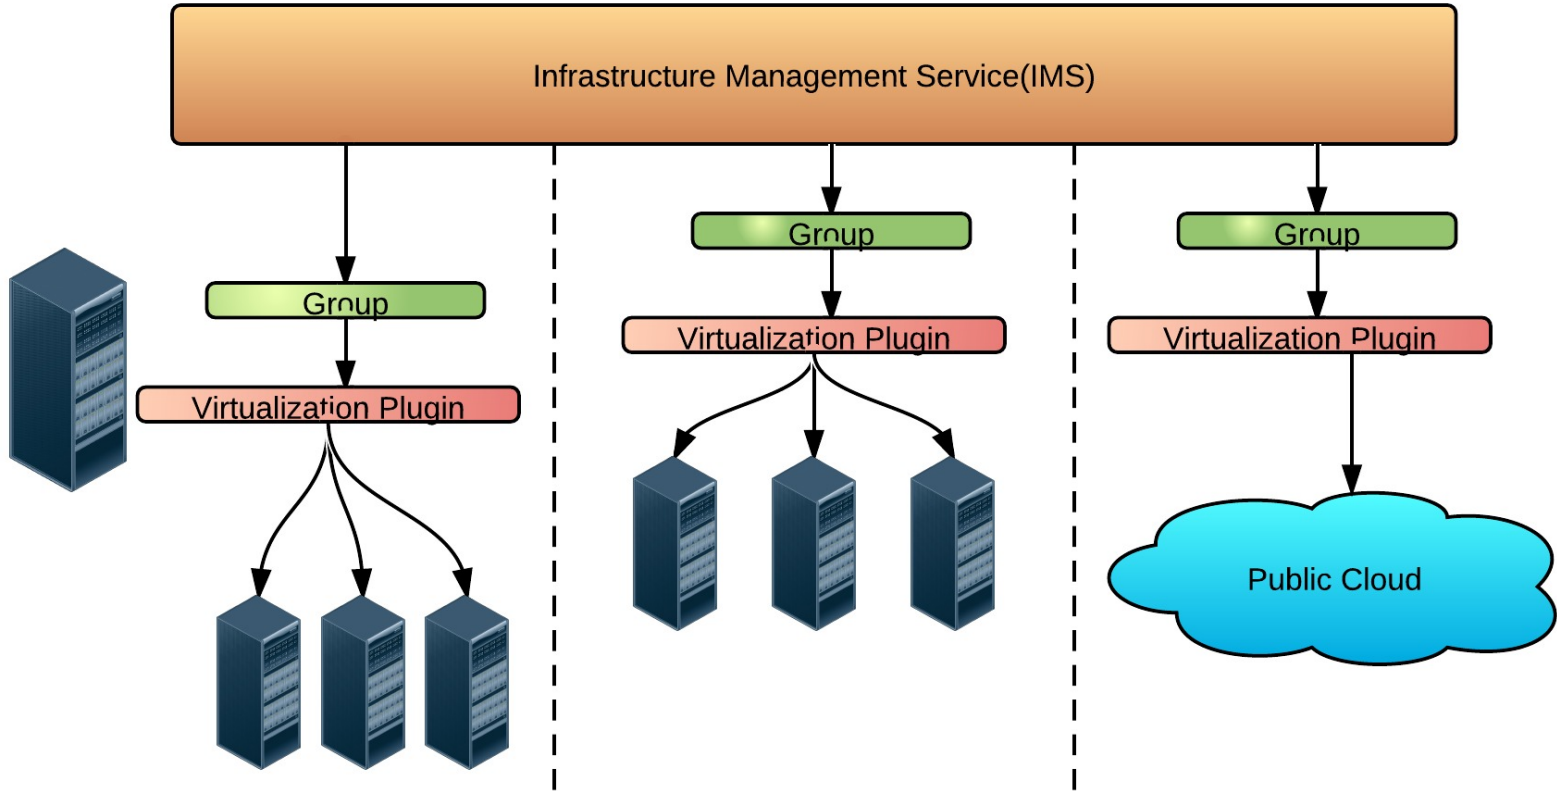 Infrastructure Management Service(IMS)
Group
Group
Group
Virtualization Plugin
Virtualization Plugin
Virtualization Plugin
Public Cloud